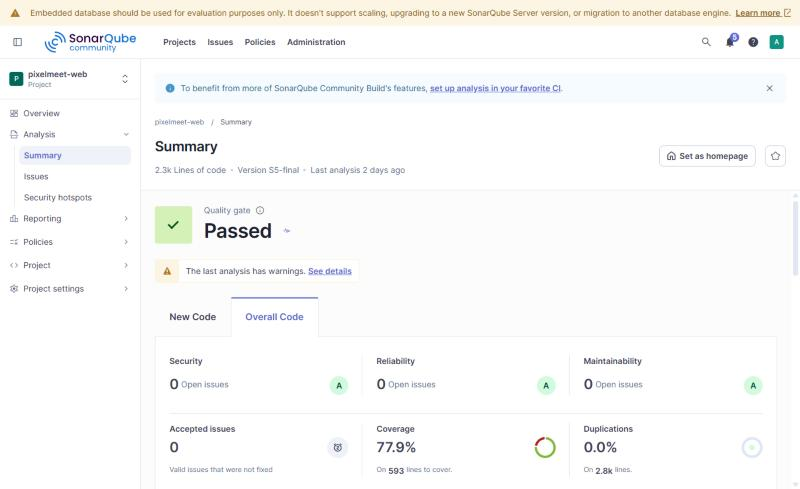 Embedded database should be used for evaluation purposes only. It doesn't support scaling, upgrading to a new SonarQube Server version, or migration to another database engine. Learn more
SonarQube community
Projects Issues Policies Administration
5
A
P pixelmeet-web
Project
Overview
Analysis
Summary
Issues
Security hotspots
Reporting
Policies
Project
Project settings
To benefit from more of SonarQube Community Build's features, set up analysis in your favorite CI.
pixelmeet-web / Summary
Summary
2.3k Lines of code • Version S5-final • Last analysis 2 days ago
Set as homepage
Quality gate
Passed
The last analysis has warnings. See details
New Code Overall Code
Security Reliability Maintainability
0 Open issues A 0 Open issues A 0 Open issues A
Accepted issues Coverage Duplications
0 77.9% 0.0%
Valid issues that were not fixed On 593 lines to cover. On 2.8k lines.